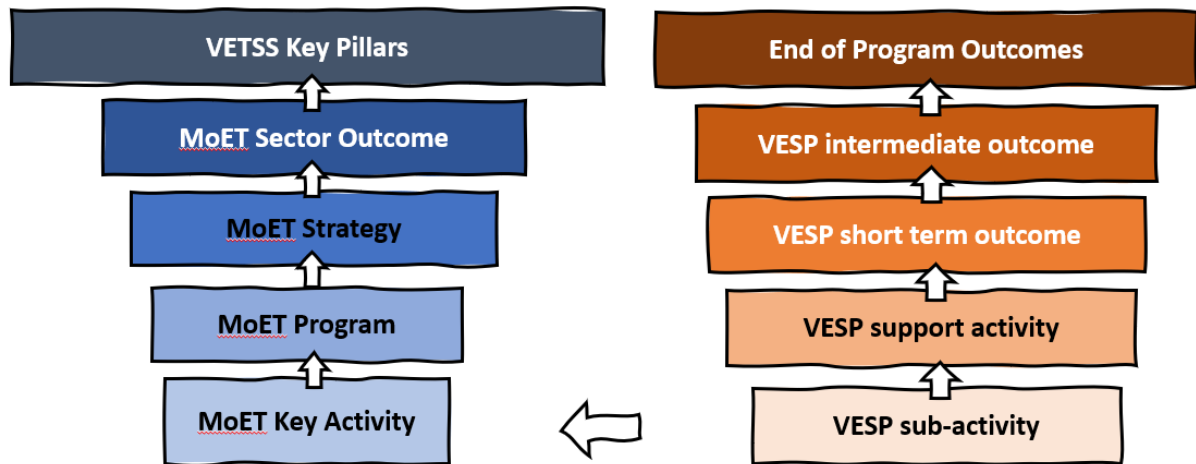 VETSS Key Pillars
MoET Sector Outcome
MoET Strategy
MoET Program
MoET Key Activity
End of Program Outcomes
VESP intermediate outcome
VESP short term outcome
VESP support activity
VESP sub-activity